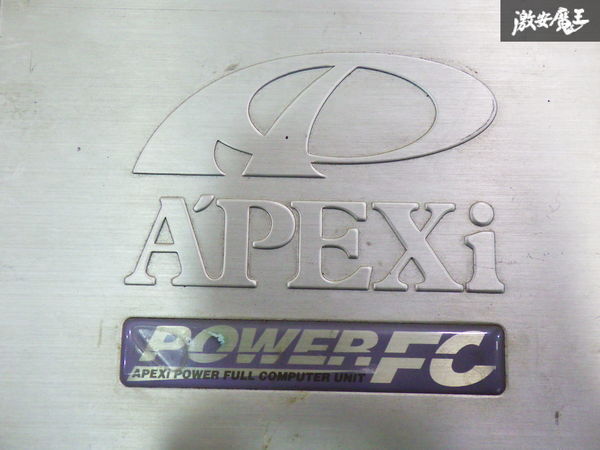 激安魔王
A'PEXi
POWER FC
APEXi POWER FULL COMPUTER UNIT